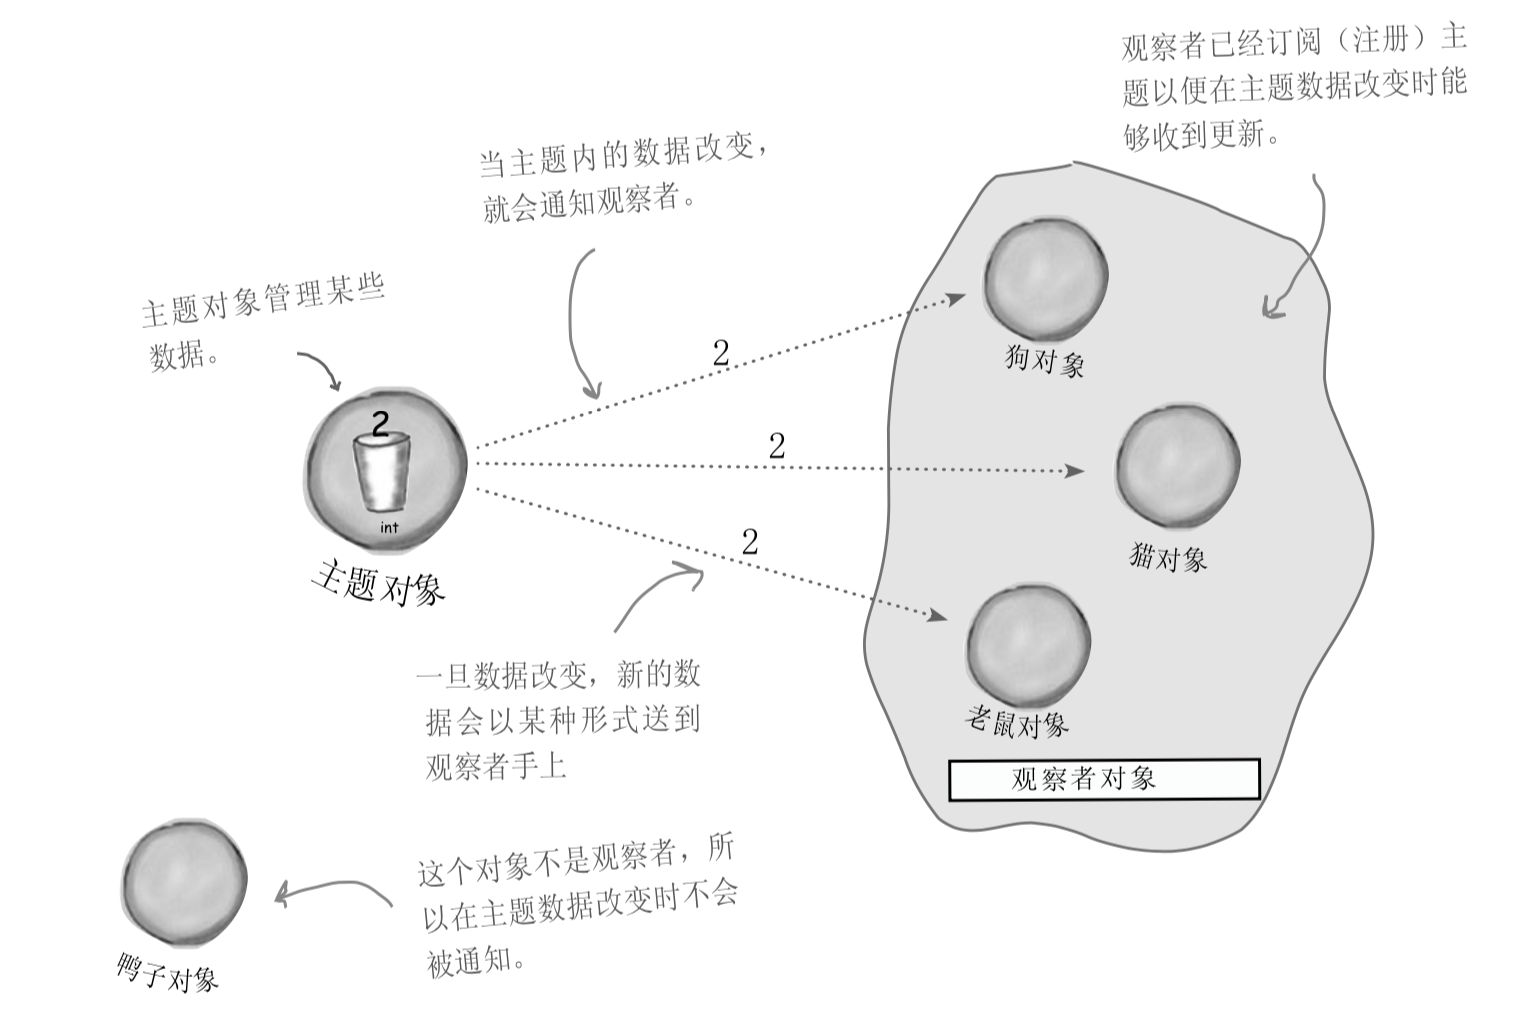 观察者已经订阅（注册）主
题以便在主题数据改变时能
够收到更新。
当主题内的数据改变，
就会通知观察者。
主题对象管理某些
数据。
2
int
主题对象
2
2
2
狗对象
猫对象
老鼠对象
观察者对象
一旦数据改变，新的数
据会以某种形式送到
观察者手上
这个对象不是观察者，所
以在主题数据改变时不会
被通知。
鸭子对象